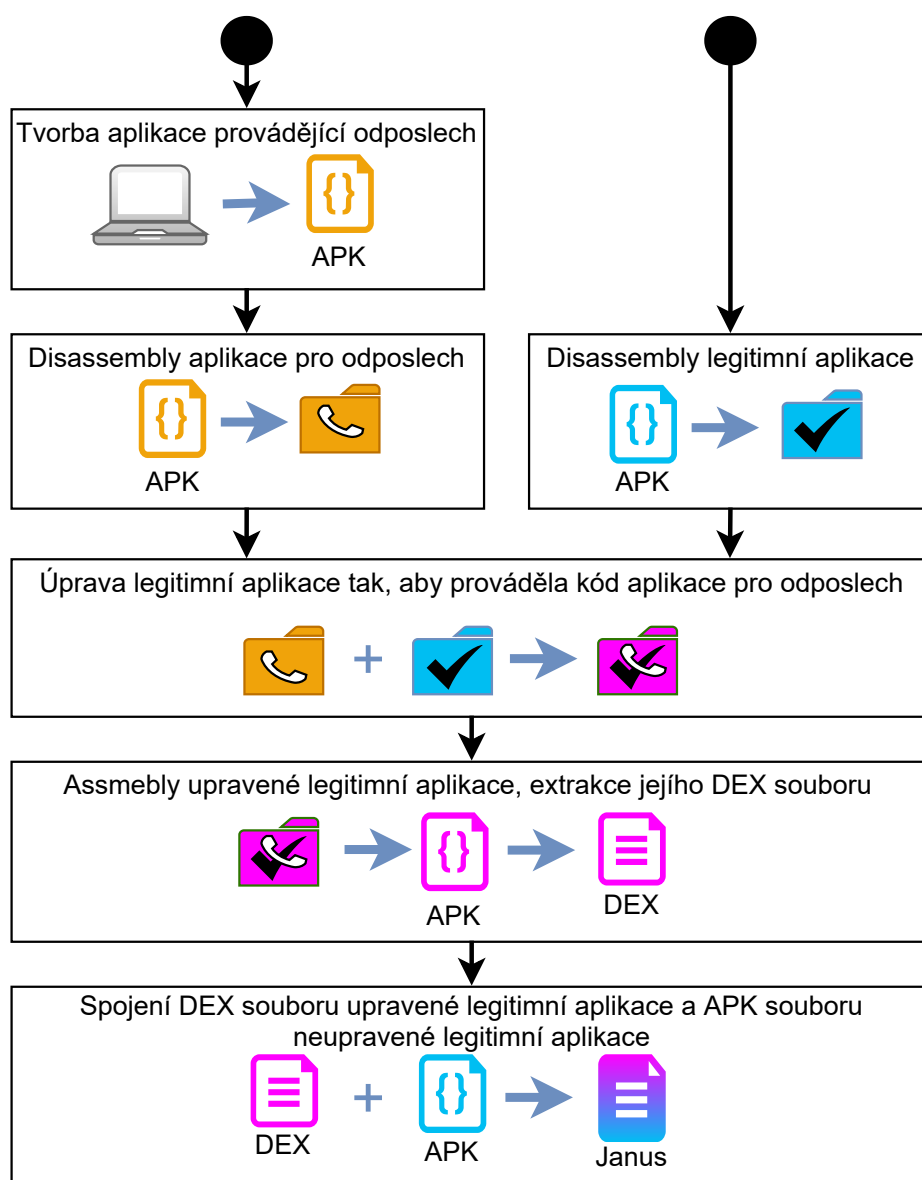 Tvorba aplikace provádějící odposlech
APK
Disassembly aplikace pro odposlech
APK
Disassembly legitimní aplikace
APK
Úprava legitimní aplikace tak, aby prováděla kód aplikace pro odposlech
Assmebly upravené legitimní aplikace, extrakce jejího DEX souboru
APK
DEX
Spojení DEX souboru upravené legitimní aplikace a APK souboru
neupravené legitimní aplikace
DEX
APK
Janus